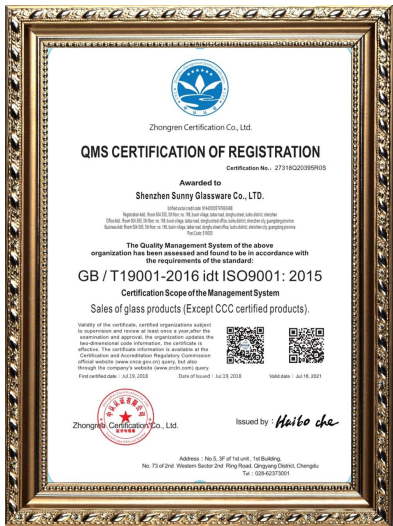 Zhongren Certification Co., Ltd.
QMS CERTIFICATION OF REGISTRATION
Certification No.: 27318Q20395R0S
Awarded to
Shenzhen Sunny Glassware Co., LTD.
The Quality Management System of the above
organization has been assessed and found to be in accordance with
the requirements of the standard:
GB / T19001-2016 idt ISO9001: 2015
Certification Scope of the Management System
Sales of glass products (Except CCC certified products).
Validity of the certificate, certified organizations subject
to supervision and review at least once a year,after the
examination and approval, the organization updates the
two-dimensional code information, the certificate is
effective. The certificate information is available at the
Certification and Accreditation Regulatory Commission
official website (www.cnca.gov.cn) query, but also
through the company's website (www.zrcln.com) query.
First certified date : Jul.19, 2018 Date of Issued : Jul.19, 2018 Valid date : Jul.18, 2021
Zhongren Certification Co., Ltd.
Issued by : Haibo che
Address : No.5, 3F of 1st unit , 1st Building,
No. 73 of 2nd Western Sector 2nd Ring Road, Qingyang District, Chengdu
Tel : 028-62373001